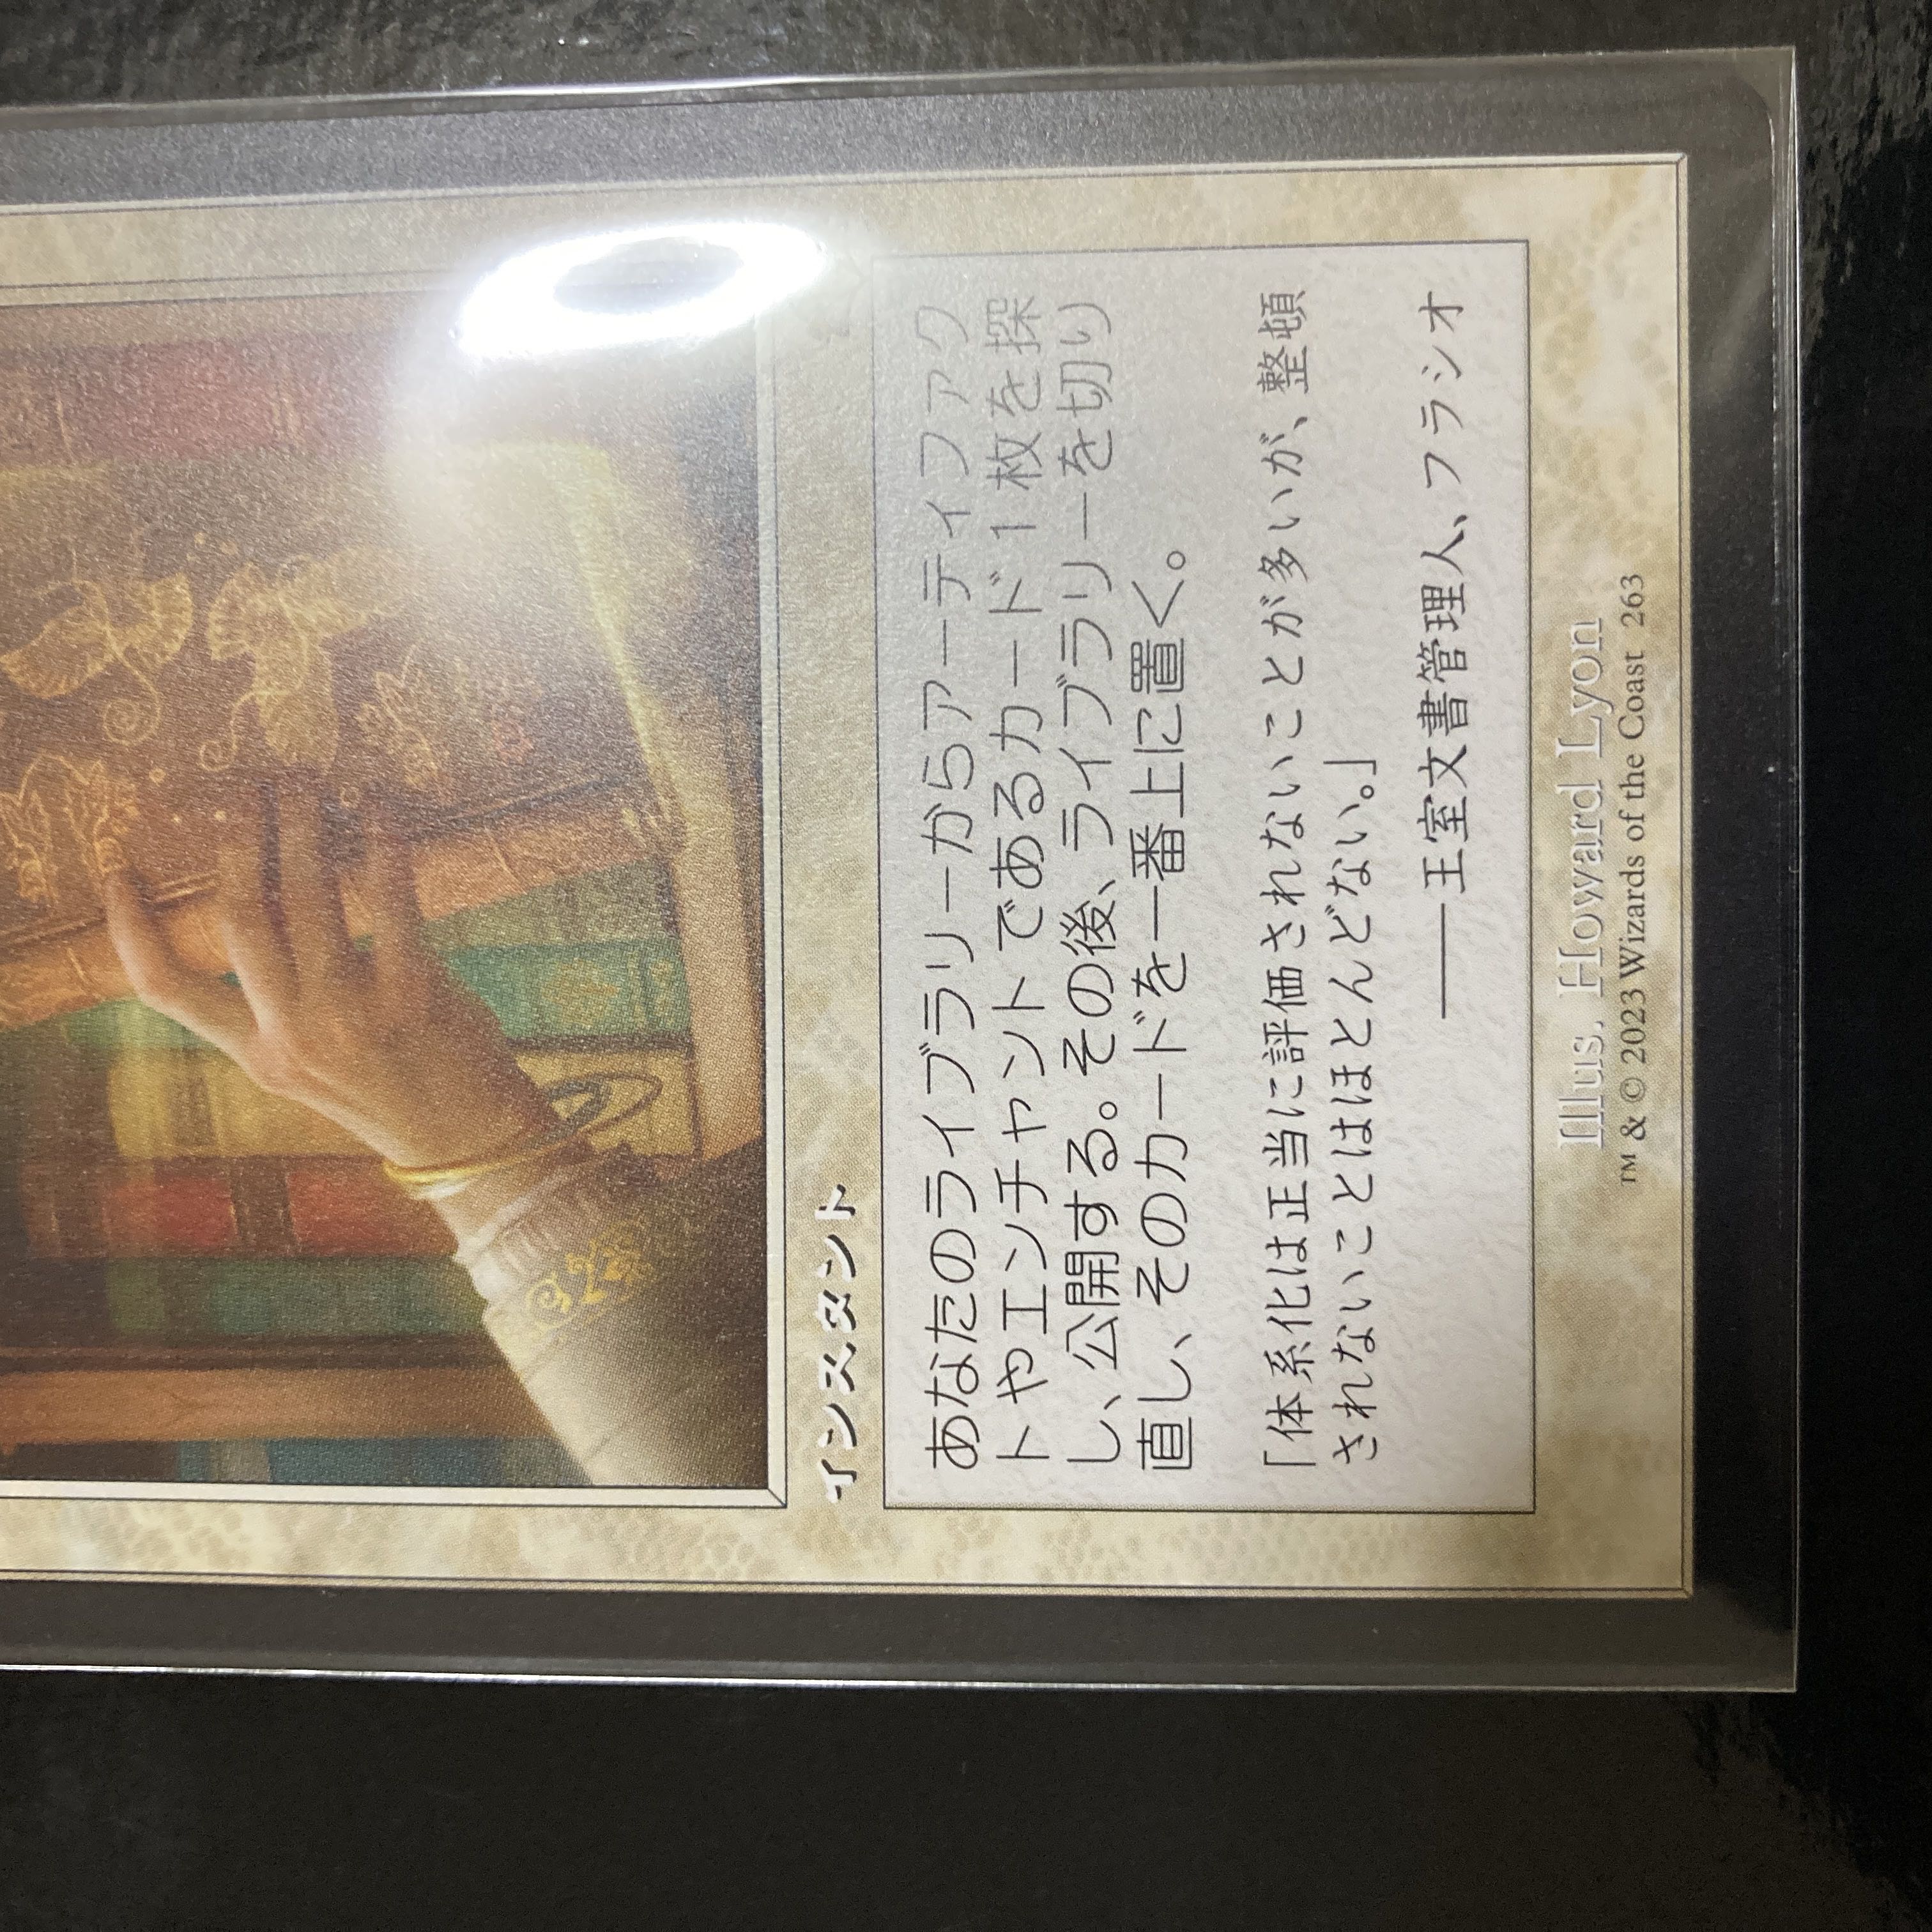 インスタント
あなたのライブラリーからアーティファク
トやエンチャントであるカード１枚を探
し、公開する。その後、ライブラリーを切り
直し、そのカードを一番上に置く。
「体系化は正当に評価されないことが多いが、整頓
されないことはほとんどない。」
――王室文書管理人、フラシオ
Illus. Howard Lyon
™ & © 2023 Wizards of the Coast 263